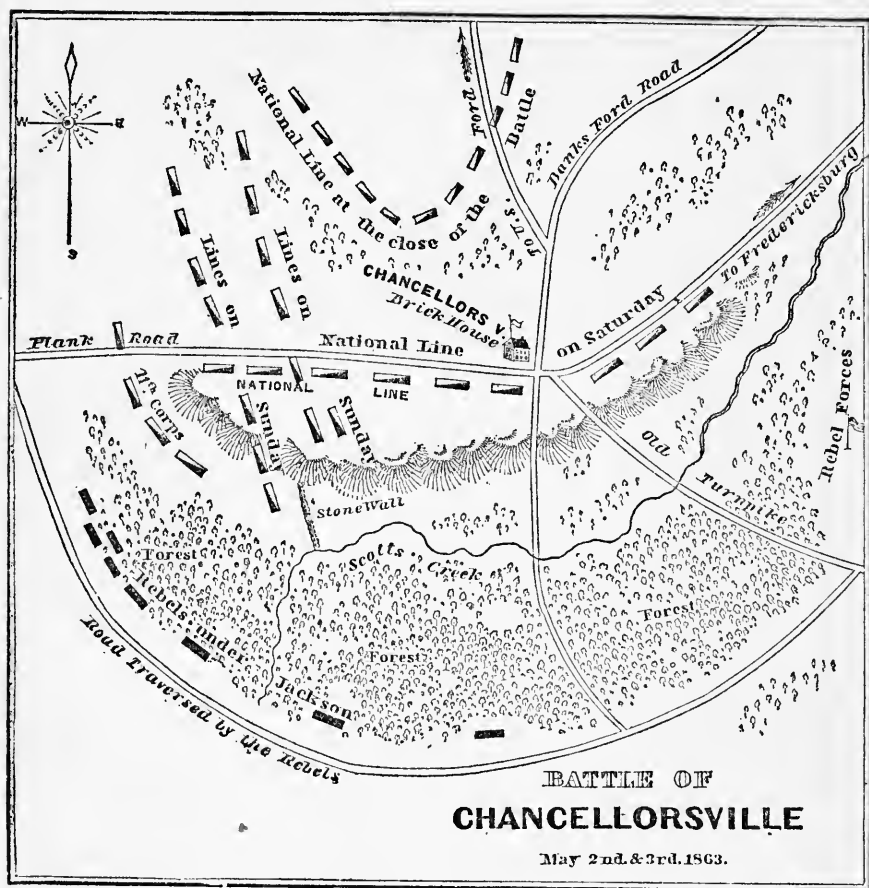 W
E
S
National Line at the close of the Battle
To U.S. Ford
Banks Ford Road
Lines on
Lines on
CHANCELLORS V.
Brick House
To Fredericksburg
Plank Road
National Line on Saturday
NATIONAL LINE
11th Corps
Sunday
Sunday
Stone Wall
Old Turnpike
Rebel Forces
Scotts Creek
Forest
Forest
Forest
Rebels under Jackson
Road Traversed by the Rebels
BATTLE OF
CHANCELLORSVILLE
May 2nd. & 3rd. 1863.